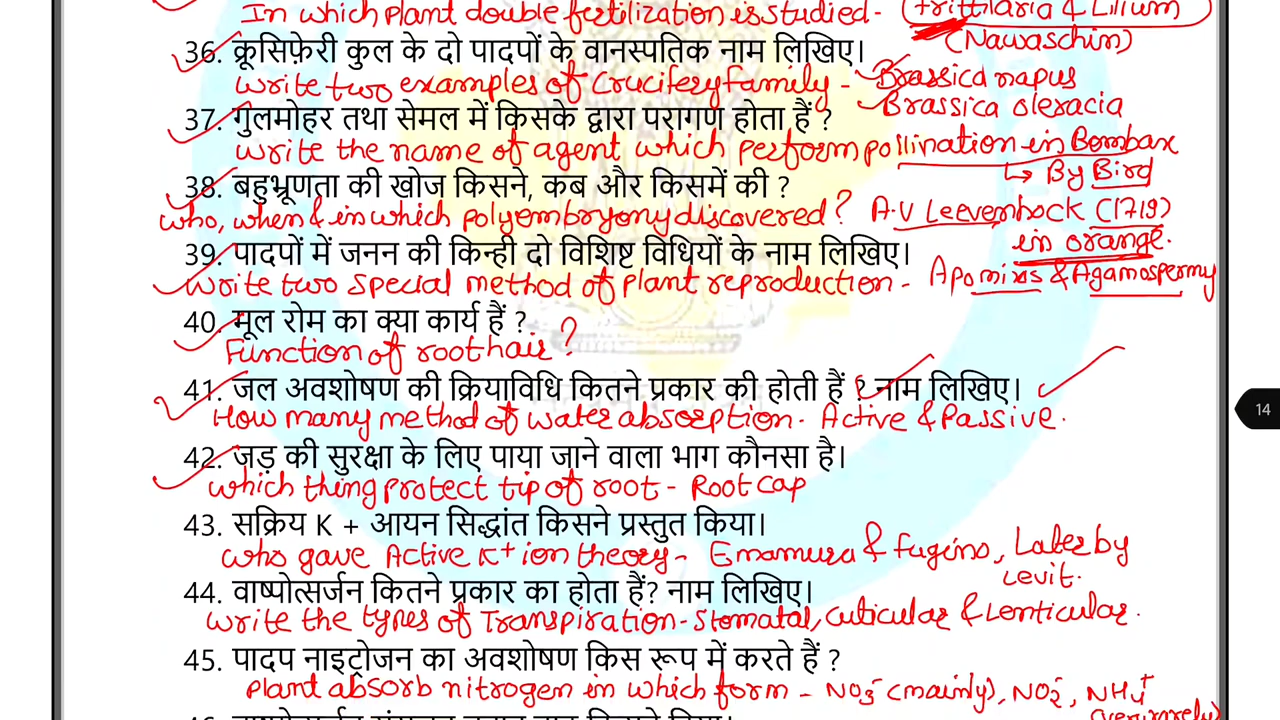 In which plant double fertilization is studied - (Frittilaria & Lilium)
(Nawaschin)
36. क्रूसिफ़ेरी कुल के दो पादपों के वानस्पतिक नाम लिखिए।
Write two examples of Crucifery family - Brassica napus
Brassica oleracia
37. गुलमोहर तथा सेमल में किसके द्वारा परागण होता हैं ?
Write the name of agent which perform pollination in Bombax
↳ By Bird
38. बहुभ्रूणता की खोज किसने, कब और किसमें की ?
Who, when & in which polyembryony discovered? A.V Leevenhock (1719)
in orange.
39. पादपों में जनन की किन्ही दो विशिष्ट विधियों के नाम लिखिए।
Write two special method of plant reproduction - Apomixs & Agamospermy
40. मूल रोम का क्या कार्य हैं ?
Function of root hair?
41. जल अवशोषण की क्रियाविधि कितने प्रकार की होती हैं ? नाम लिखिए।
How many method of water absorption - Active & Passive.
42. जड़ की सुरक्षा के लिए पाया जाने वाला भाग कौनसा है।
which thing protect tip of root - Root cap
14
43. सक्रिय K + आयन सिद्धांत किसने प्रस्तुत किया।
Who gave Active K⁺ ion theory - Emamura & fugino, Later by
Levit.
44. वाष्पोत्सर्जन कितने प्रकार का होता हैं? नाम लिखिए।
Write the types of Transpiration - Stomatal, Cuticular & Lenticular.
45. पादप नाइट्रोजन का अवशोषण किस रूप में करते हैं ?
Plant absorb nitrogen in which form - NO₃⁻ (mainly), NO₂⁻, NH₄⁺